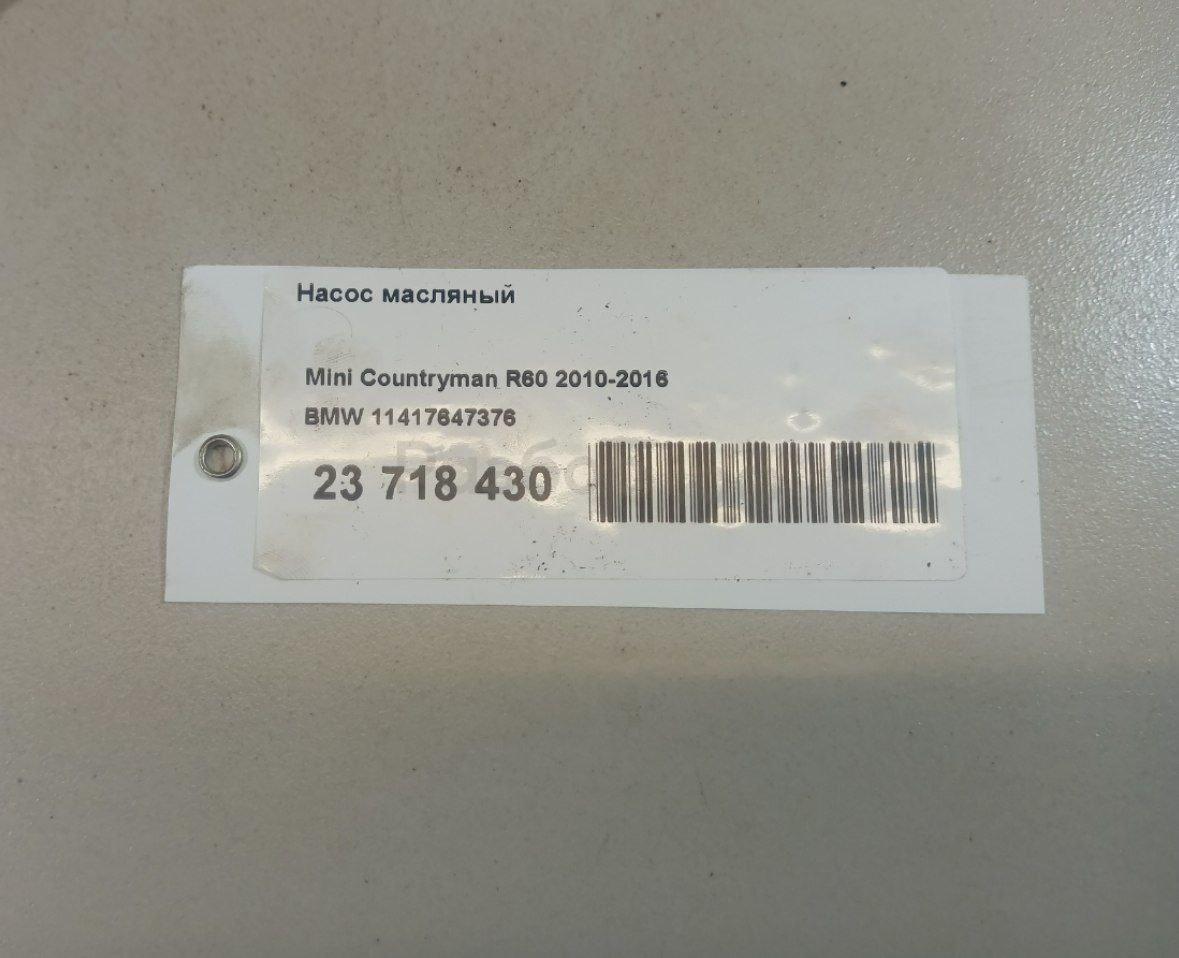 Насос масляный
Mini Countryman R60 2010-2016
BMW 11417647376
23 718 430